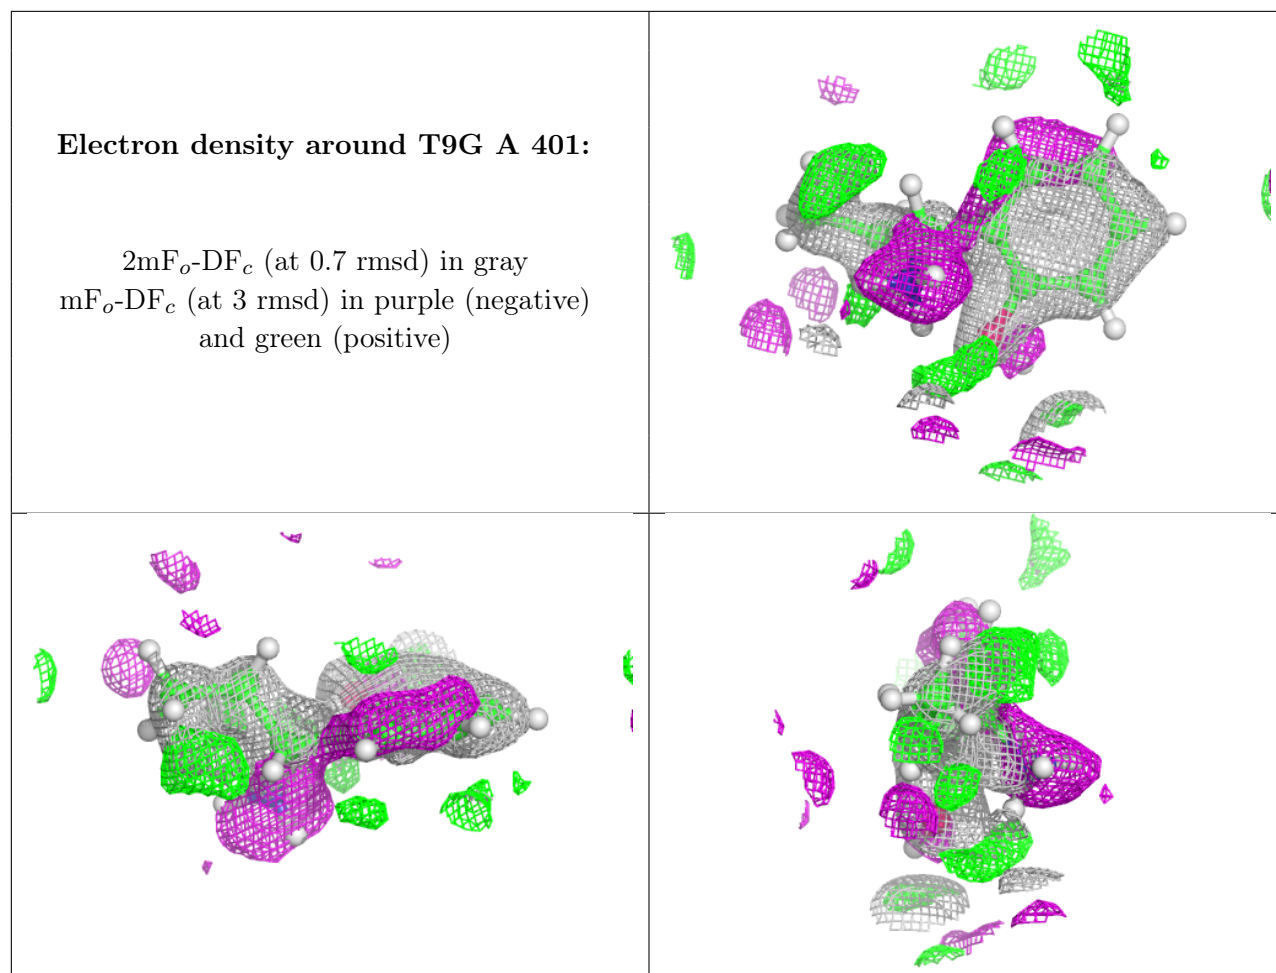 Electron density around T9G A 401:
2mFo-DFc (at 0.7 rmsd) in gray
mFo-DFc (at 3 rmsd) in purple (negative)
and green (positive)